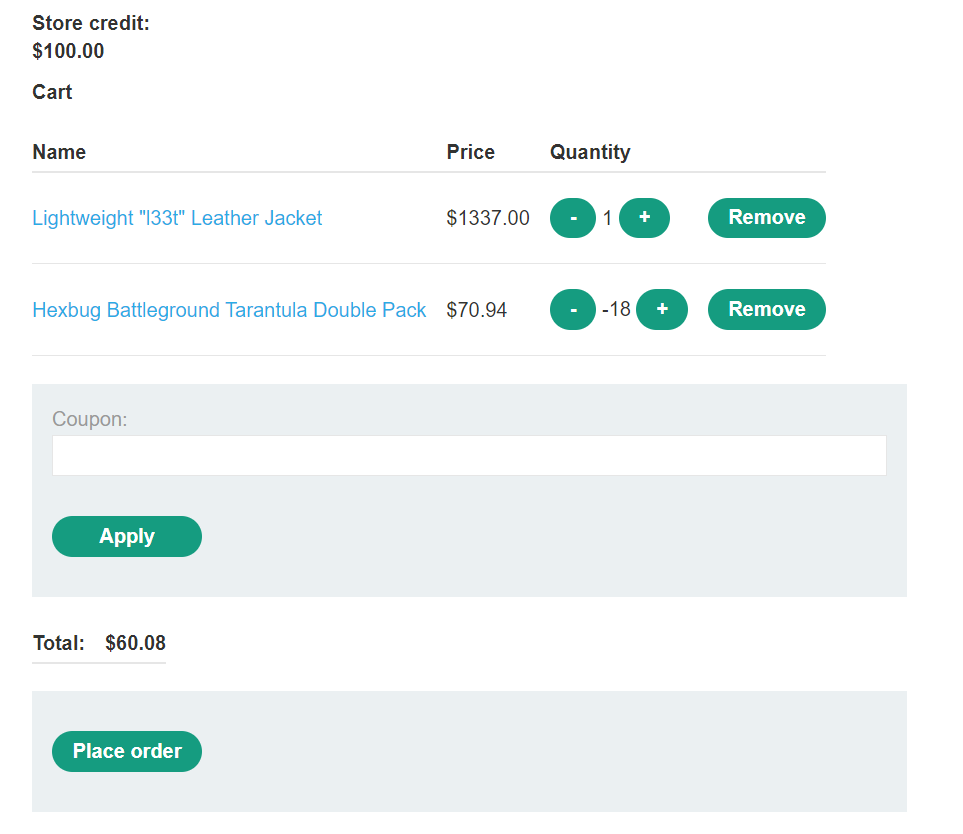 Store credit:
$100.00
Cart
Name Price Quantity
Lightweight "l33t" Leather Jacket $1337.00 - 1 + Remove
Hexbug Battleground Tarantula Double Pack $70.94 - -18 + Remove
Coupon:
Apply
Total: $60.08
Place order